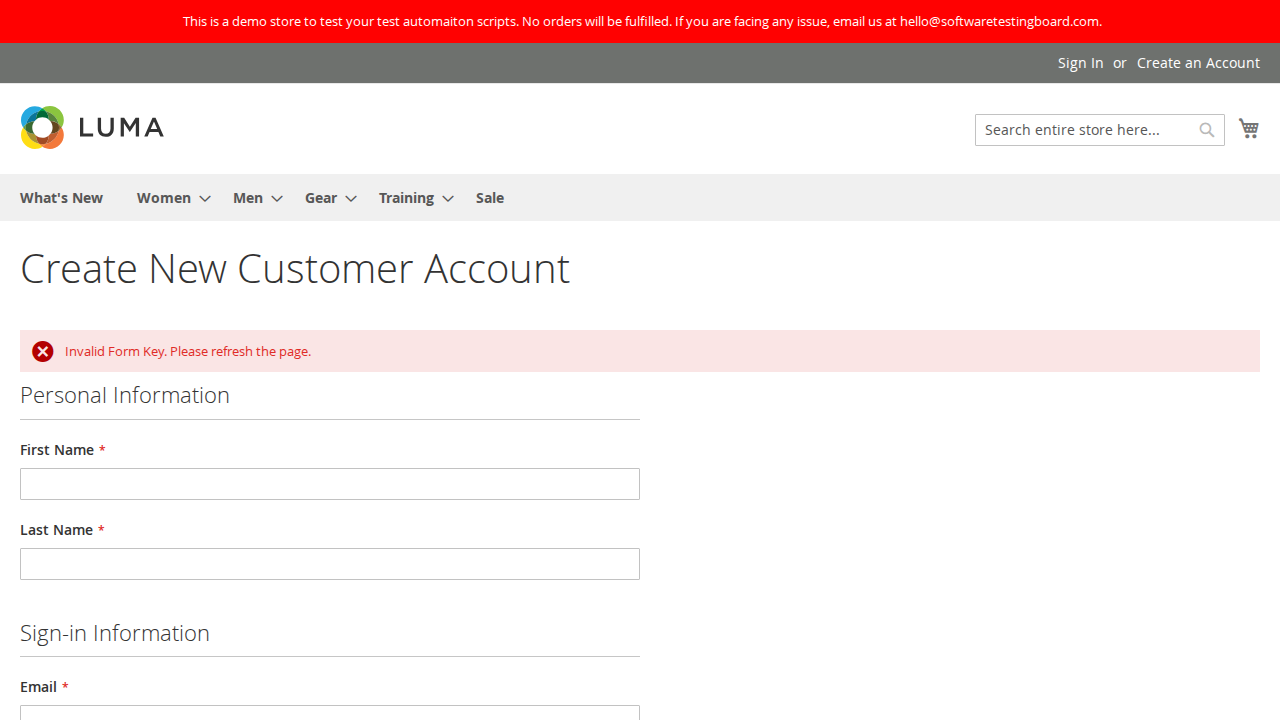 This is a demo store to test your test automaiton scripts. No orders will be fulfilled. If you are facing any issue, email us at hello@softwaretestingboard.com.
Sign In or Create an Account
LUMA
Search entire store here...
What's New Women Men Gear Training Sale
Create New Customer Account
Invalid Form Key. Please refresh the page.
Personal Information
First Name *
Last Name *
Sign-in Information
Email *